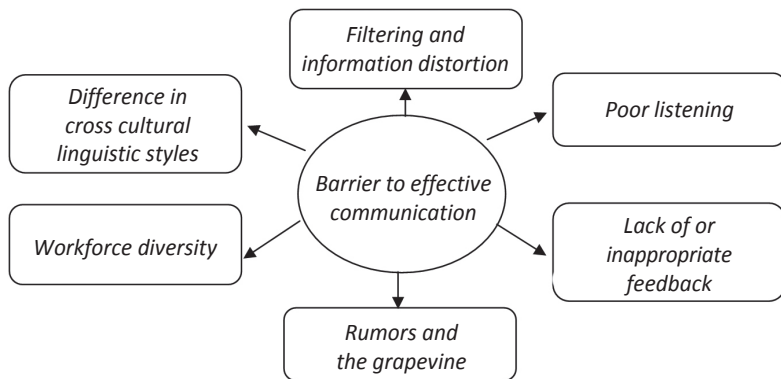 Filtering and
information distortion
Difference in
cross cultural
linguistic styles
Poor listening
Barrier to effective
communication
Workforce diversity
Lack of or
inappropriate
feedback
Rumors and
the grapevine